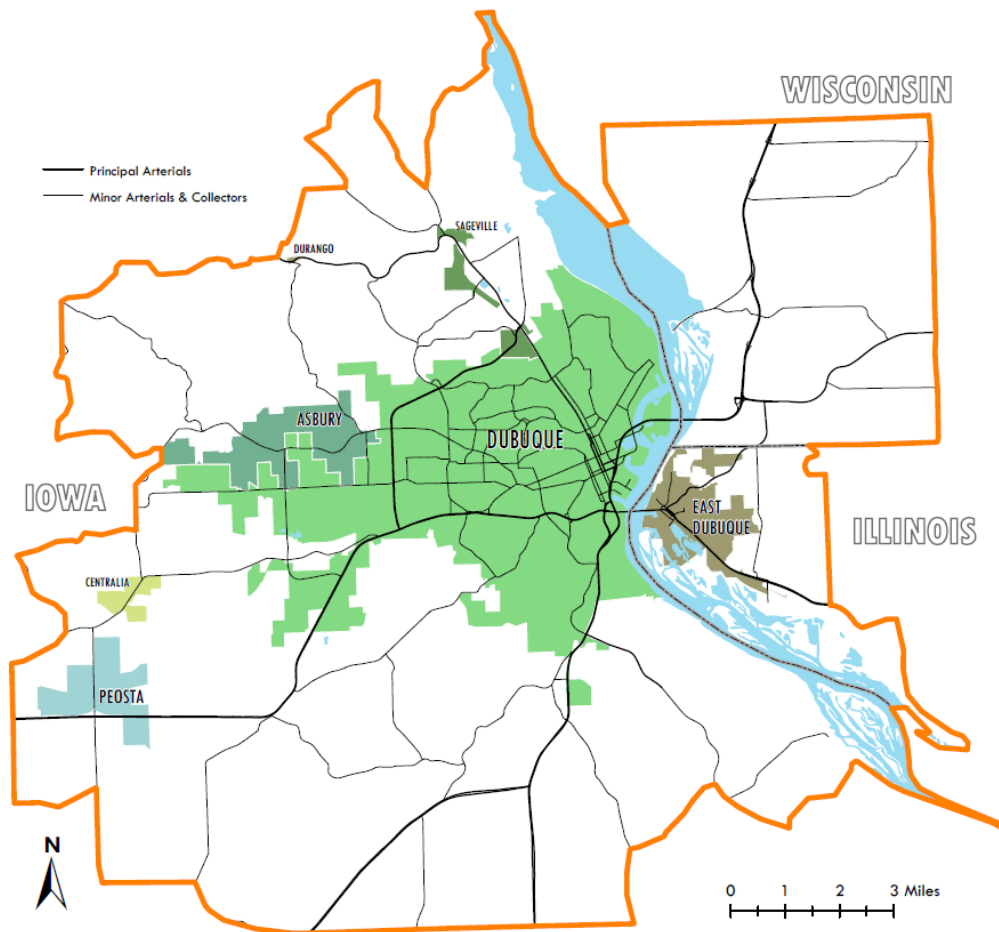 WISCONSIN
Principal Arterials
Minor Arterials & Collectors
SAGEVILLE
DURANGO
ASBURY
DUBUQUE
IOWA
EAST
DUBUQUE
ILLINOIS
CENTRALIA
PEOSTA
N
0 1 2 3 Miles